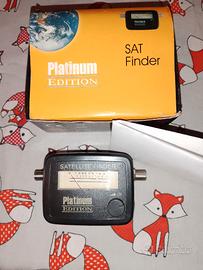 SAT
Finder
Platinum
EDITION
SATELLITE FINDER
Platinum
EDITION